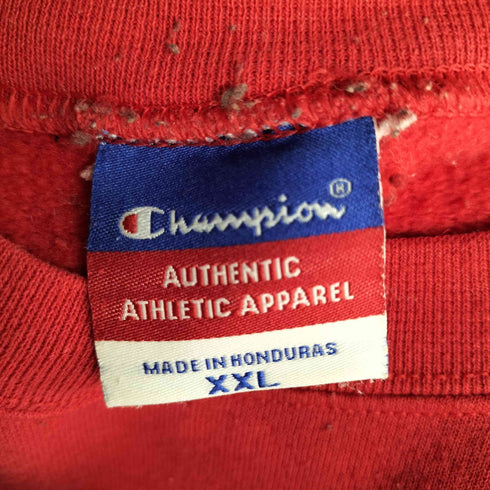 Champion®
AUTHENTIC
ATHLETIC APPAREL
MADE IN HONDURAS
XXL